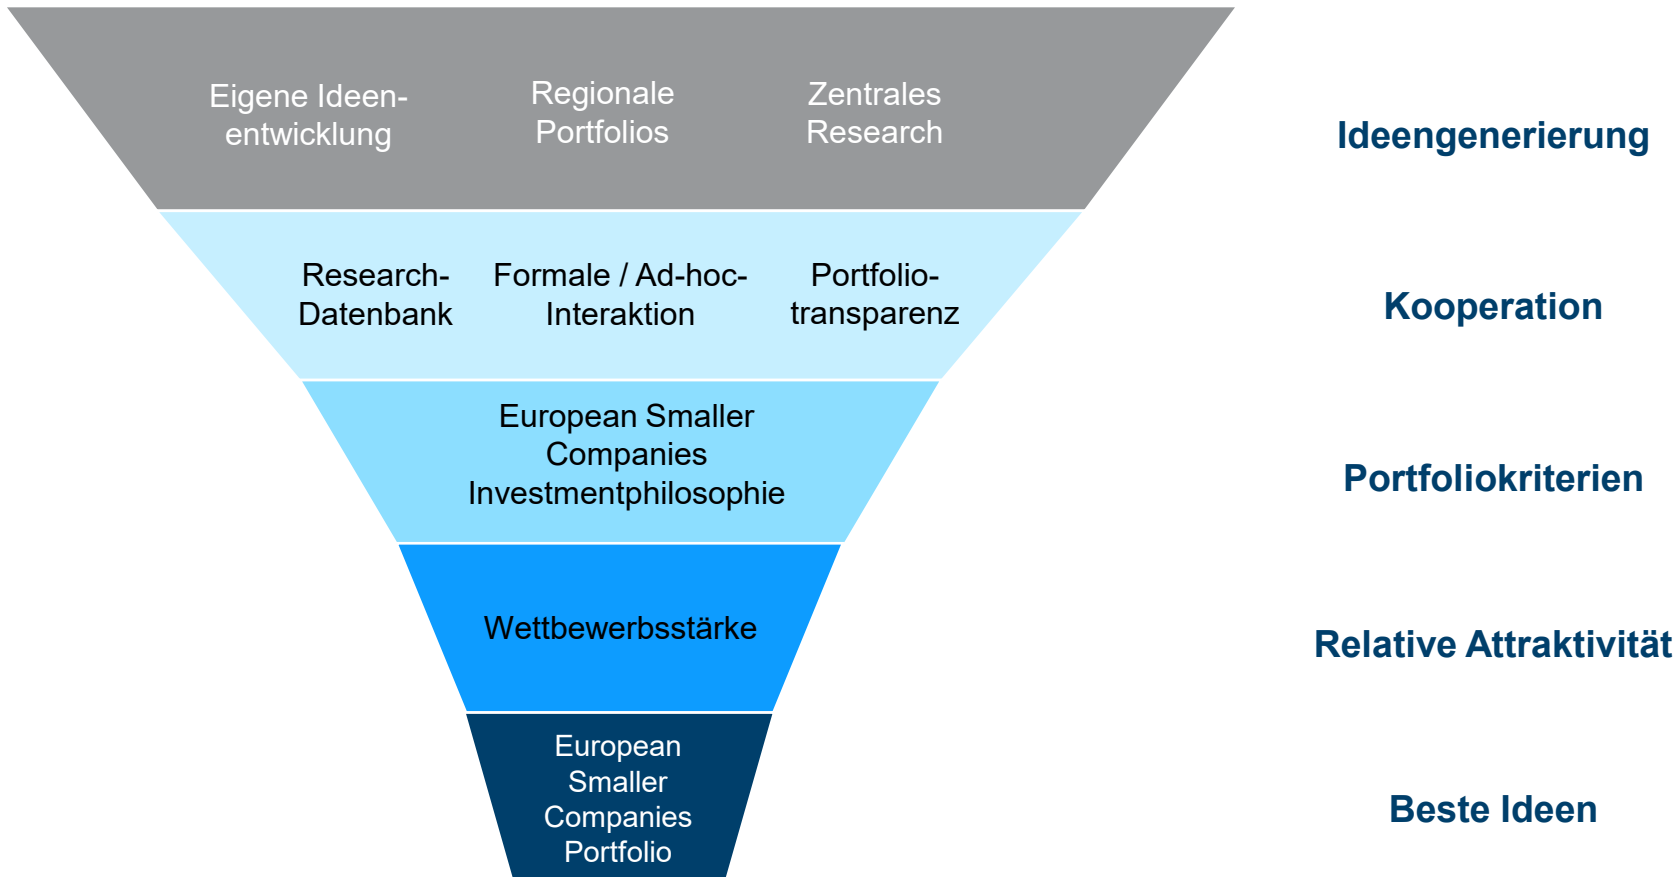 Eigene Ideen-
entwicklung
Regionale
Portfolios
Zentrales
Research
Ideengenerierung
Research-
Datenbank
Formale / Ad-hoc-
Interaktion
Portfolio-
transparenz
Kooperation
European Smaller
Companies
Investmentphilosophie
Portfoliokriterien
Wettbewerbsstärke
Relative Attraktivität
European
Smaller
Companies
Portfolio
Beste Ideen